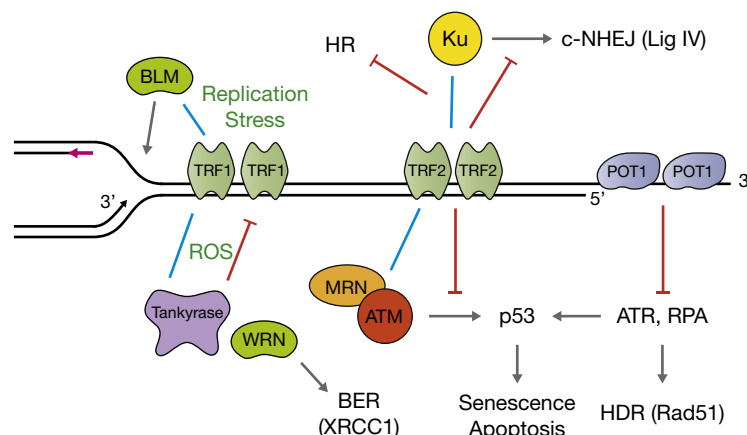 HR
Ku
c-NHEJ (Lig IV)
BLM
Replication
Stress
TRF1
TRF1
TRF2
TRF2
POT1
POT1
3'
5'
3'
ROS
Tankyrase
WRN
MRN
ATM
p53
ATR, RPA
BER
(XRCC1)
Senescence
Apoptosis
HDR (Rad51)